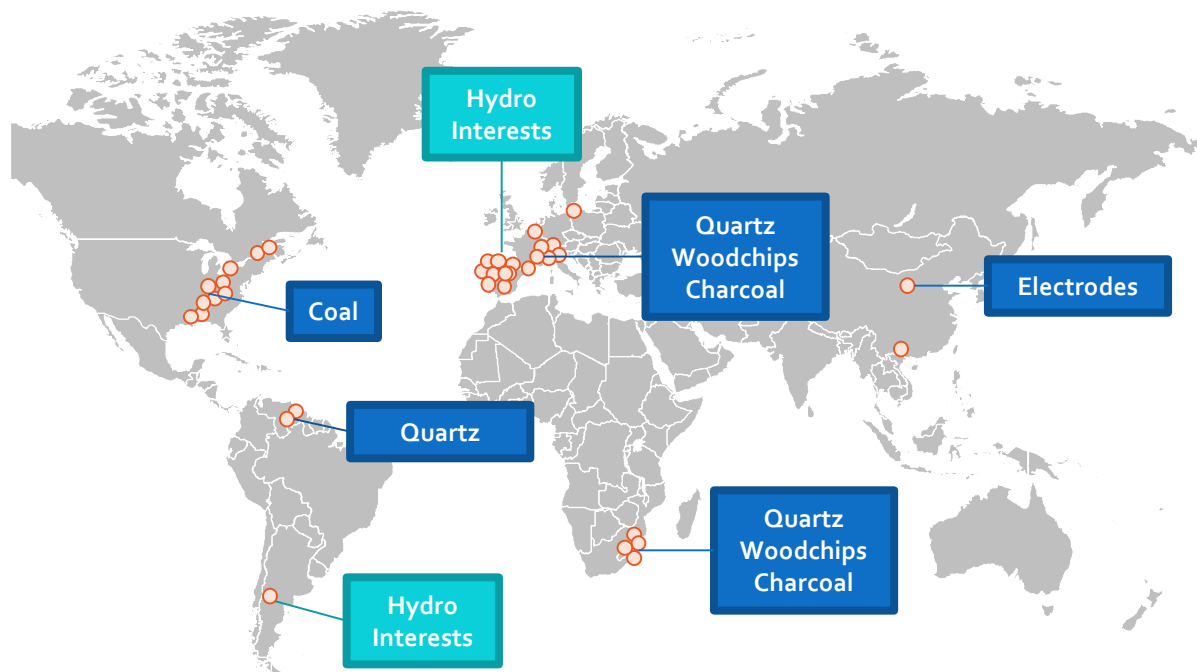 Hydro
Interests
Quartz
Woodchips
Charcoal
Electrodes
Coal
Quartz
Quartz
Woodchips
Charcoal
Hydro
Interests